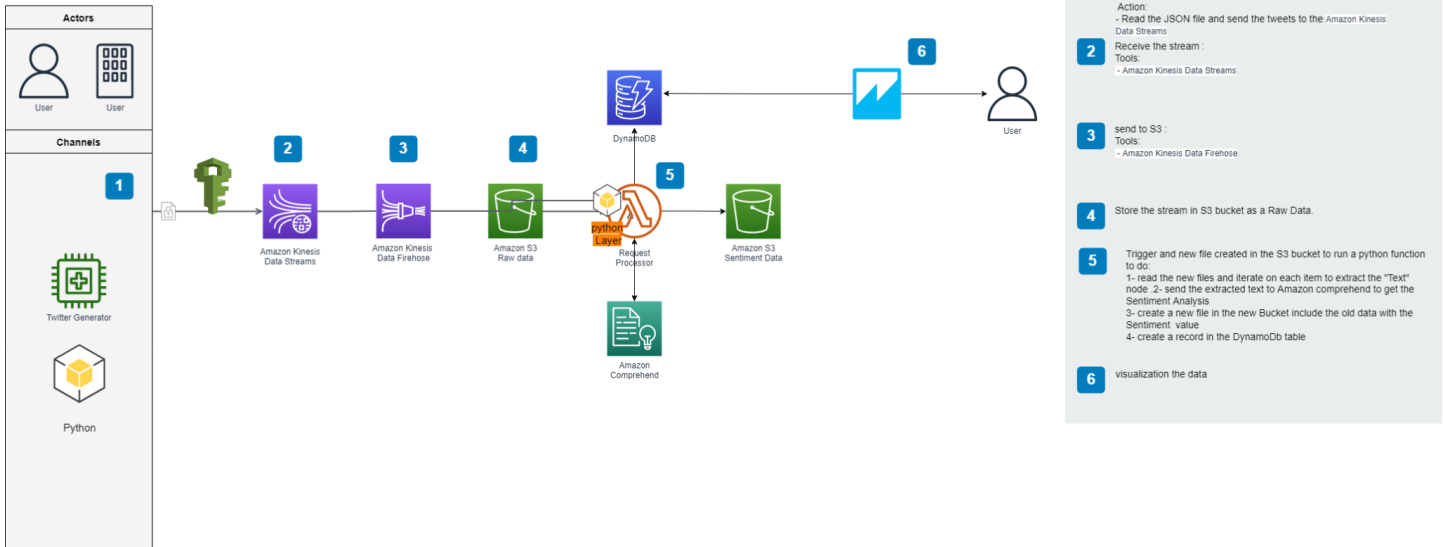 Actors
User
User
Channels
1
Twitter Generator
Python
2
3
4
5
6
Amazon Kinesis
Data Streams
Amazon Kinesis
Data Firehose
Amazon S3
Raw data
python
Layer
Request
Processor
DynamoDB
Amazon S3
Sentiment Data
Amazon
Comprehend
User
Action:
- Read the JSON file and send the tweets to the Amazon Kinesis
Data Streams
2
Receive the stream :
Tools:
- Amazon Kinesis Data Streams
3
send to S3 :
Tools:
- Amazon Kinesis Data Firehose
4
Store the stream in S3 bucket as a Raw Data.
5
Trigger and new file created in the S3 bucket to run a python function
to do:
1- read the new files and iterate on each item to extract the "Text"
node .2- send the extracted text to Amazon comprehend to get the
Sentiment Analysis
3- create a new file in the new Bucket include the old data with the
Sentiment value
4- create a record in the DynamoDb table
6
visualization the data